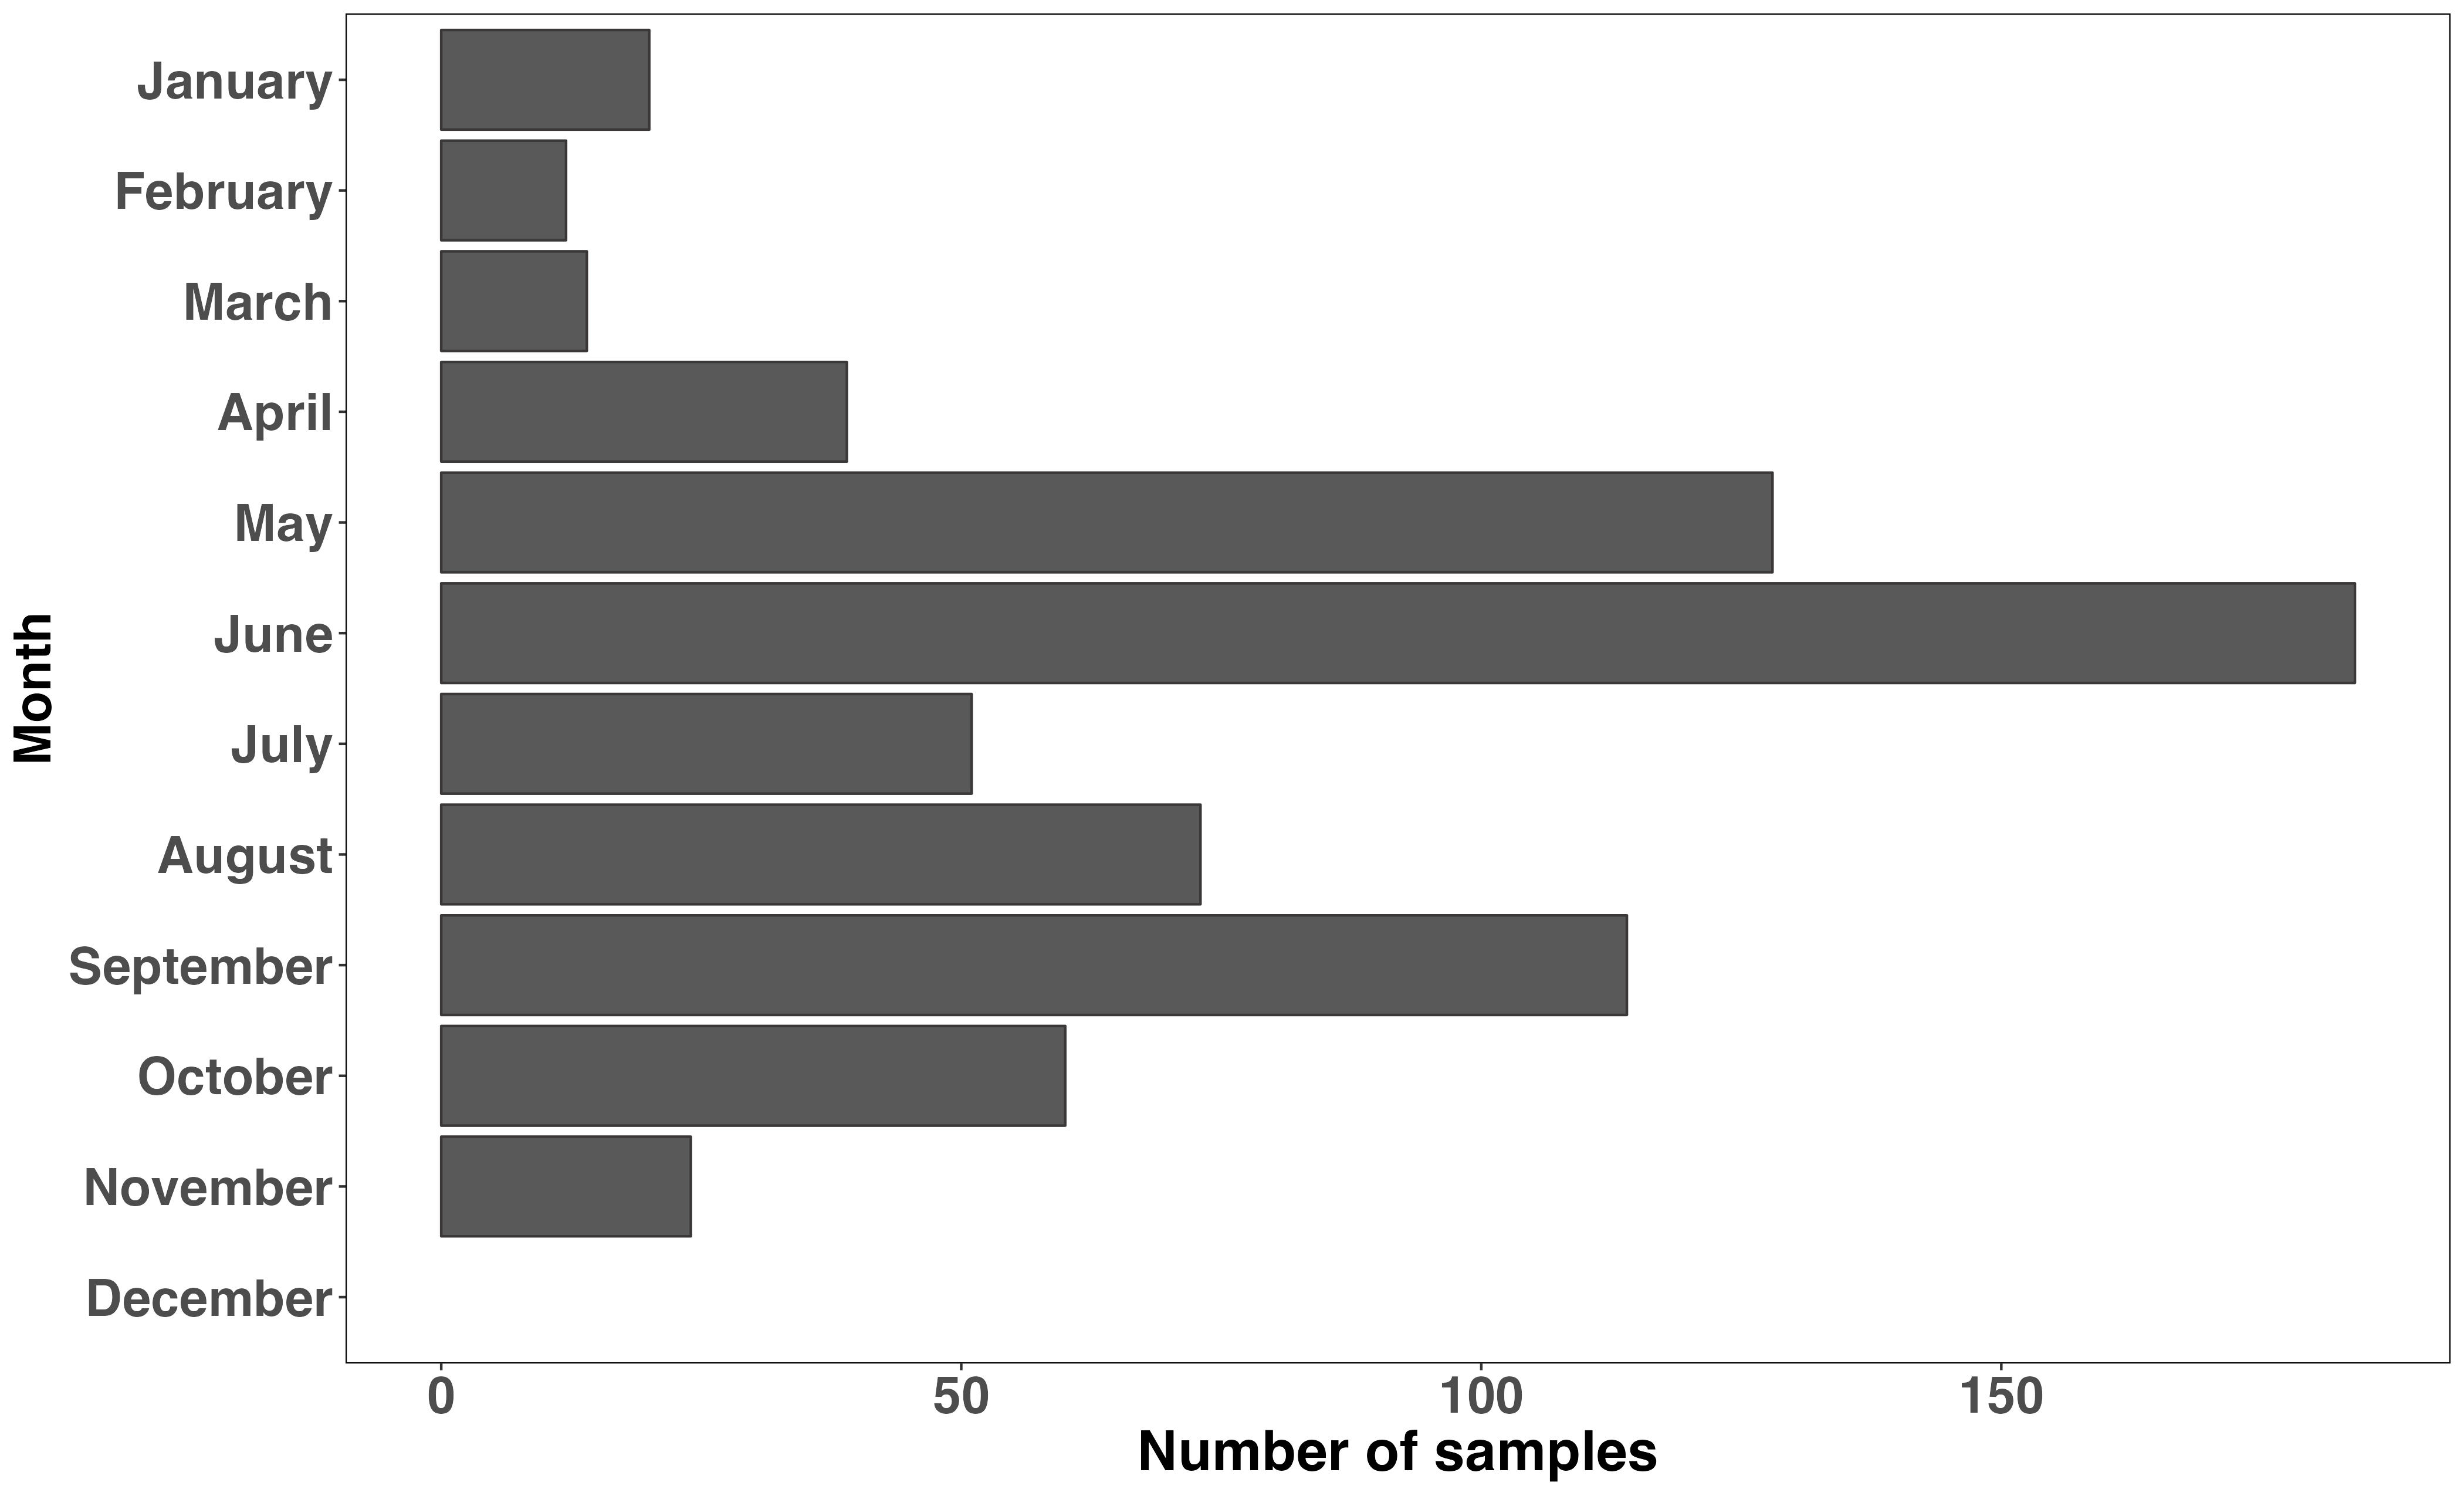 January
February
March
April
May
June
July
August
September
October
November
December
Month
0 50 100 150
Number of samples